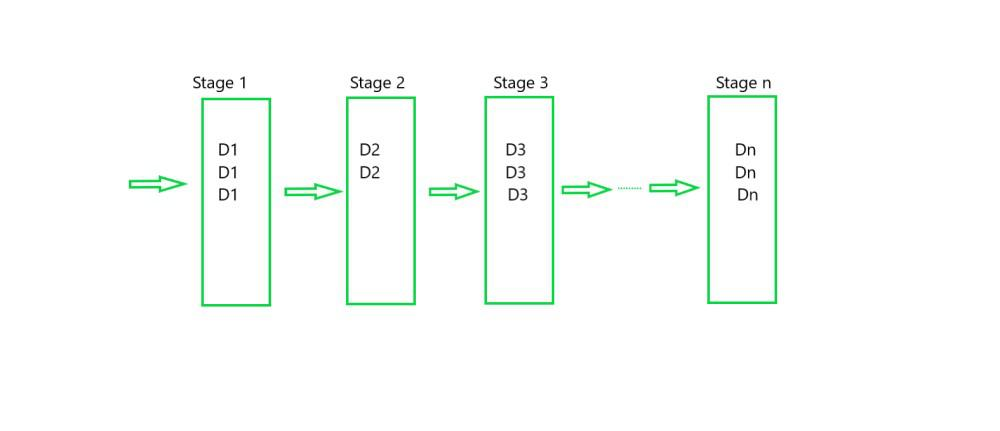 Stage 1
Stage 2
Stage 3
Stage n
D1
D1
D1
D2
D2
D3
D3
D3
Dn
Dn
Dn